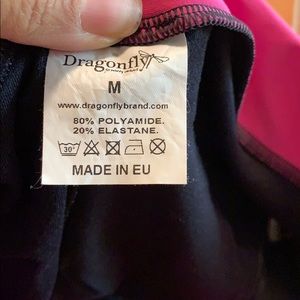 Dragonfly
M
www.dragonflybrand.com
80% POLYAMIDE.
20% ELASTANE.
30°
MADE IN EU